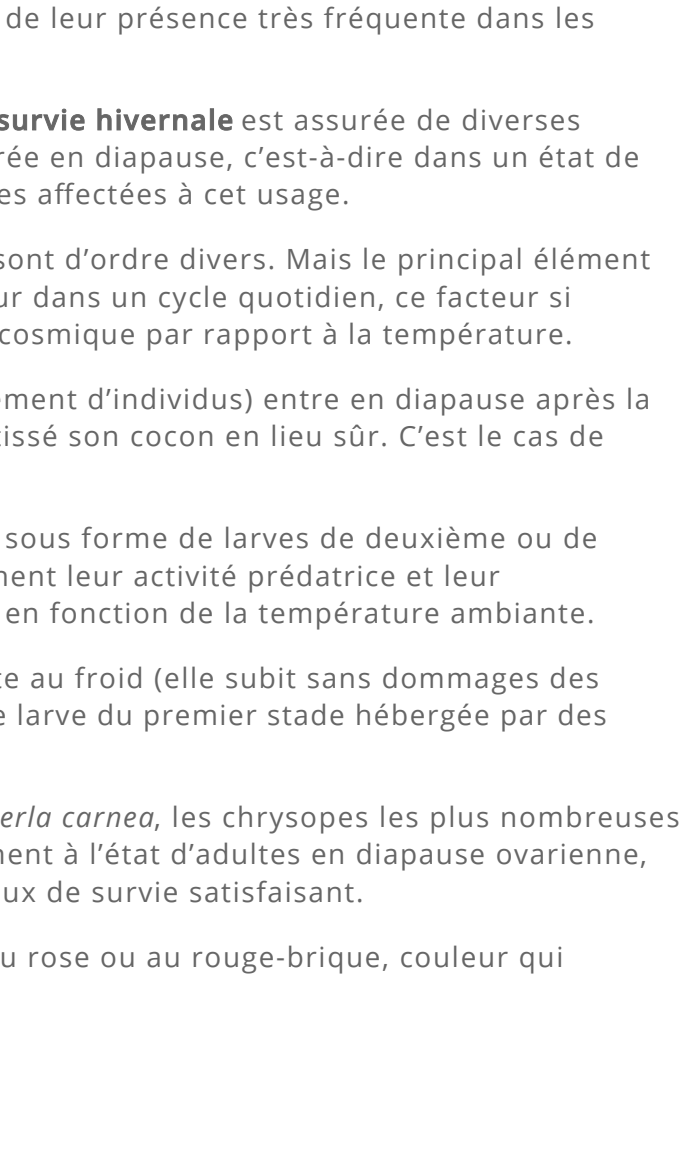 de leur présence très fréquente dans les
survie hivernale est assurée de diverses
rée en diapause, c’est-à-dire dans un état de
es affectées à cet usage.
sont d’ordre divers. Mais le principal élément
ur dans un cycle quotidien, ce facteur si
cosmique par rapport à la température.
ement d’individus) entre en diapause après la
tissé son cocon en lieu sûr. C’est le cas de
sous forme de larves de deuxième ou de
ment leur activité prédatrice et leur
en fonction de la température ambiante.
te au froid (elle subit sans dommages des
e larve du premier stade hébergée par des
erla carnea, les chrysopes les plus nombreuses
ment à l’état d’adultes en diapause ovarienne,
ux de survie satisfaisant.
u rose ou au rouge-brique, couleur qui